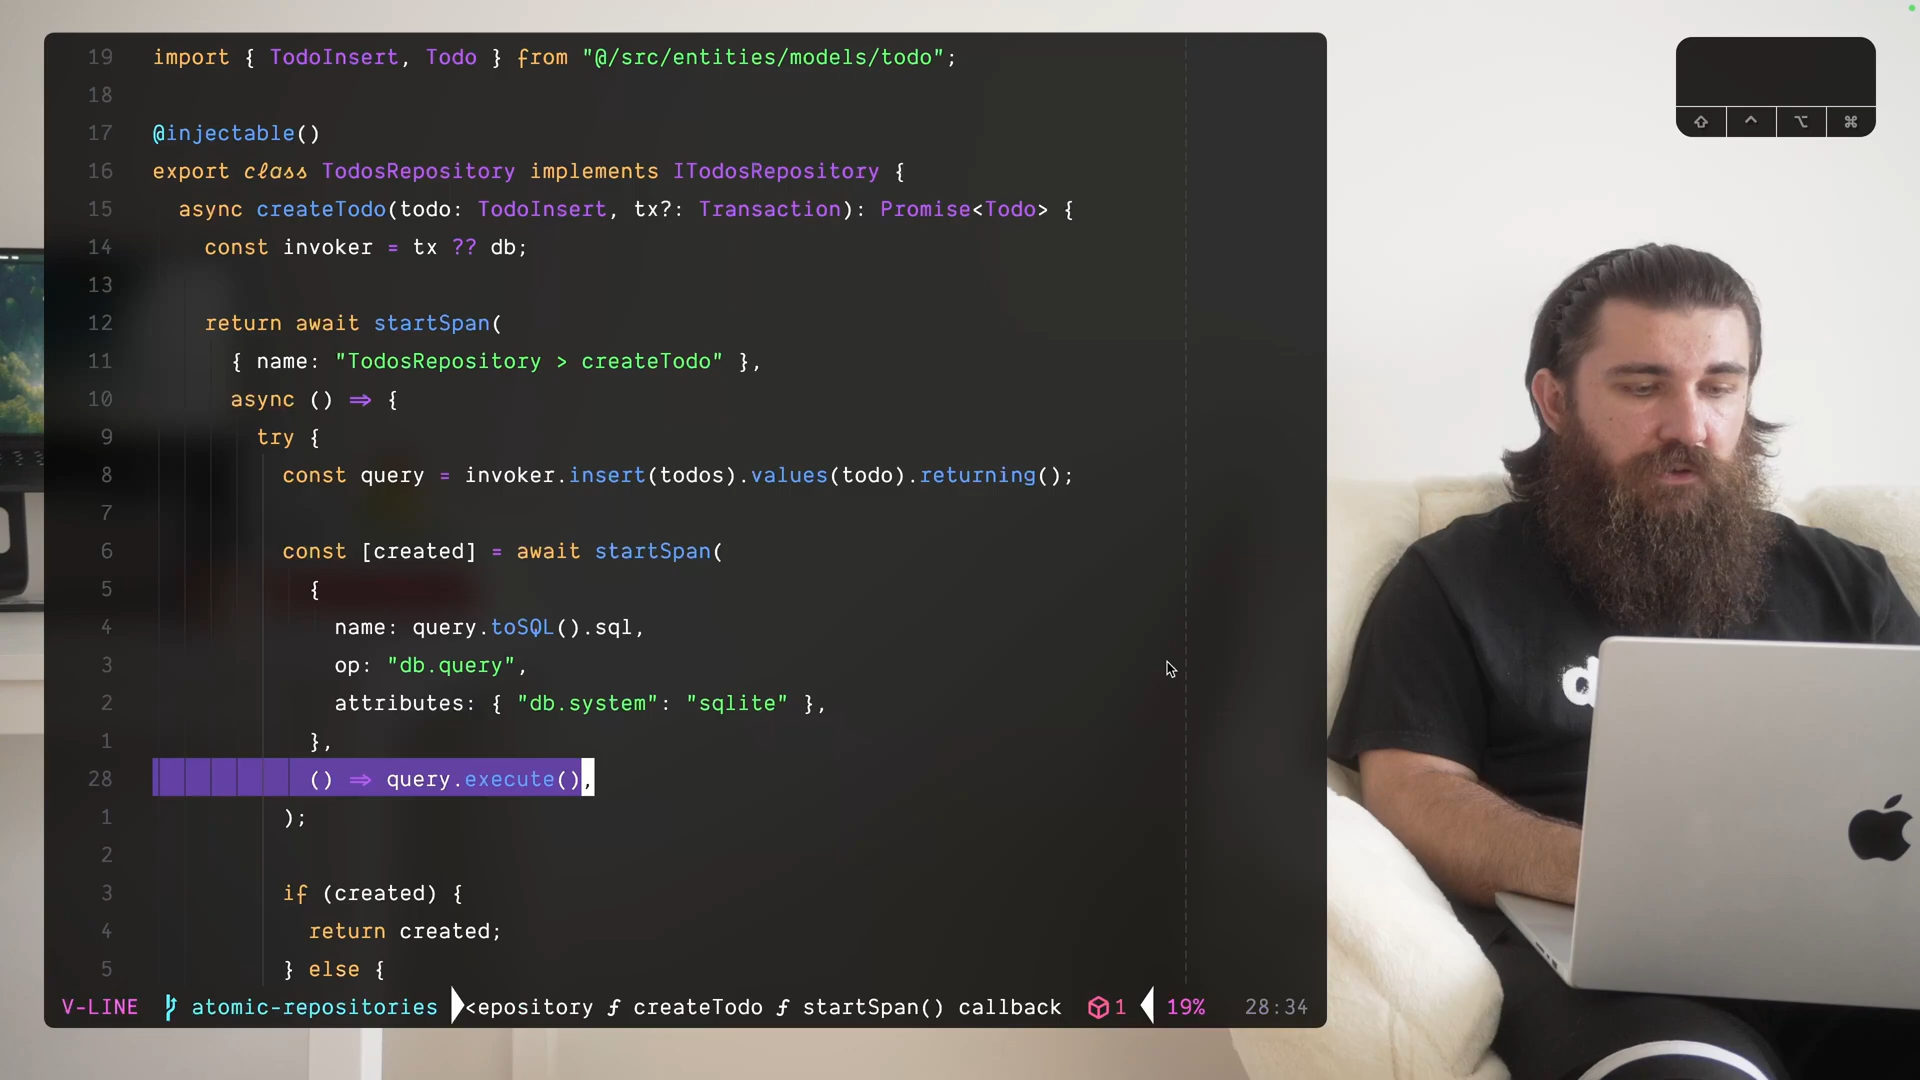 19 import { TodoInsert, Todo } from "@/src/entities/models/todo";
18
17 @injectable()
16 export class TodosRepository implements ITodosRepository {
15 async createTodo(todo: TodoInsert, tx?: Transaction): Promise<Todo> {
14 const invoker = tx ?? db;
13
12 return await startSpan(
11 { name: "TodosRepository > createTodo" },
10 async () => {
9 try {
8 const query = invoker.insert(todos).values(todo).returning();
7
6 const [created] = await startSpan(
5 {
4 name: query.toSQL().sql,
3 op: "db.query",
2 attributes: { "db.system": "sqlite" },
1 },
28 () => query.execute(),
1 );
2
3 if (created) {
4 return created;
5 } else {
V-LINE atomic-repositories <epository ƒ createTodo ƒ startSpan() callback 1 19% 28:34